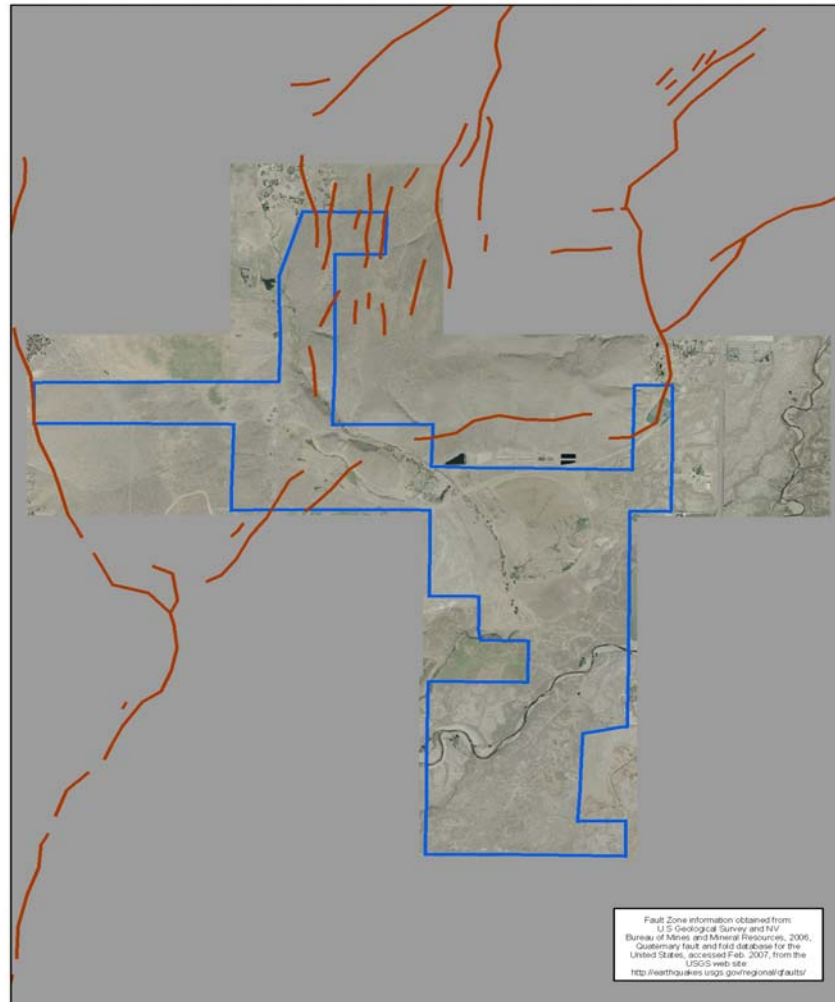 Fault Zone information obtained from:
U.S Geological Survey and NV
Bureau of Mines and Mineral Resources, 2006,
Quaternary fault and fold database for the
United States, accessed Feb. 2007, from the
USGS web site:
http://earthquakes.usgs.gov/regional/qfaults/